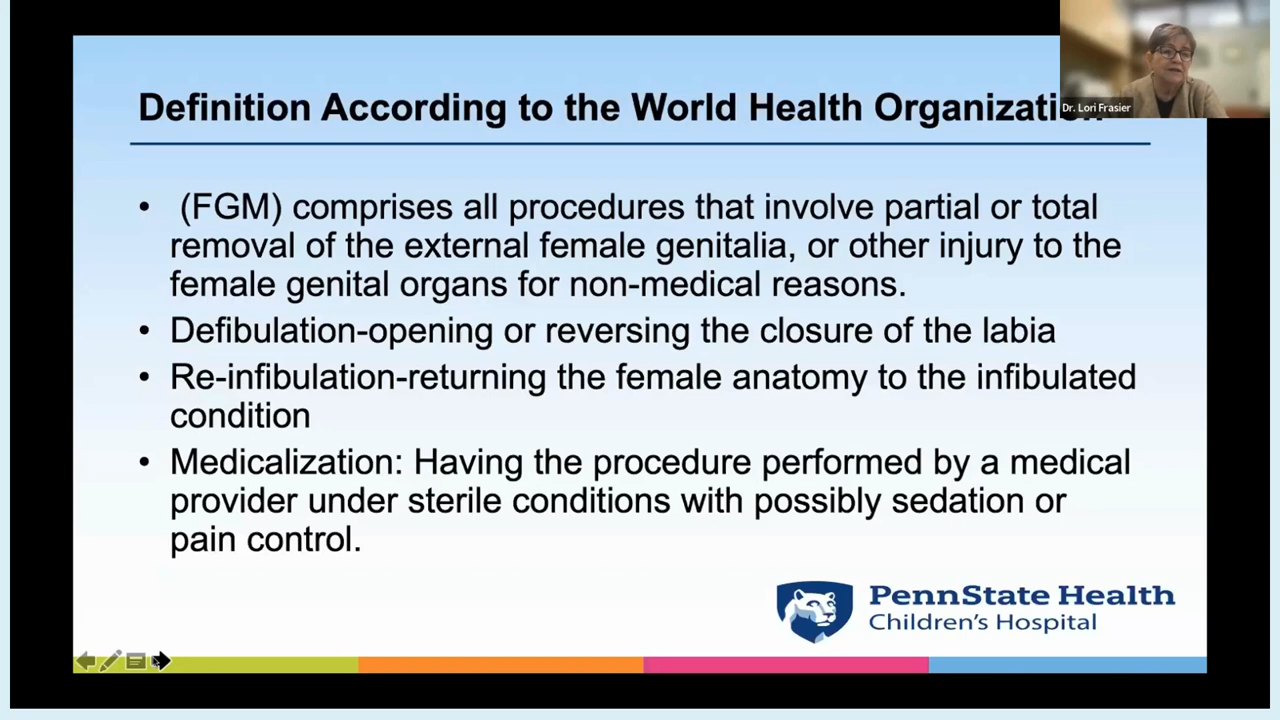 Definition According to the World Health Organization
Dr. Lori Frasier
• (FGM) comprises all procedures that involve partial or total
removal of the external female genitalia, or other injury to the
female genital organs for non-medical reasons.
• Defibulation-opening or reversing the closure of the labia
• Re-infibulation-returning the female anatomy to the infibulated
condition
• Medicalization: Having the procedure performed by a medical
provider under sterile conditions with possibly sedation or
pain control.
PennState Health
Children's Hospital